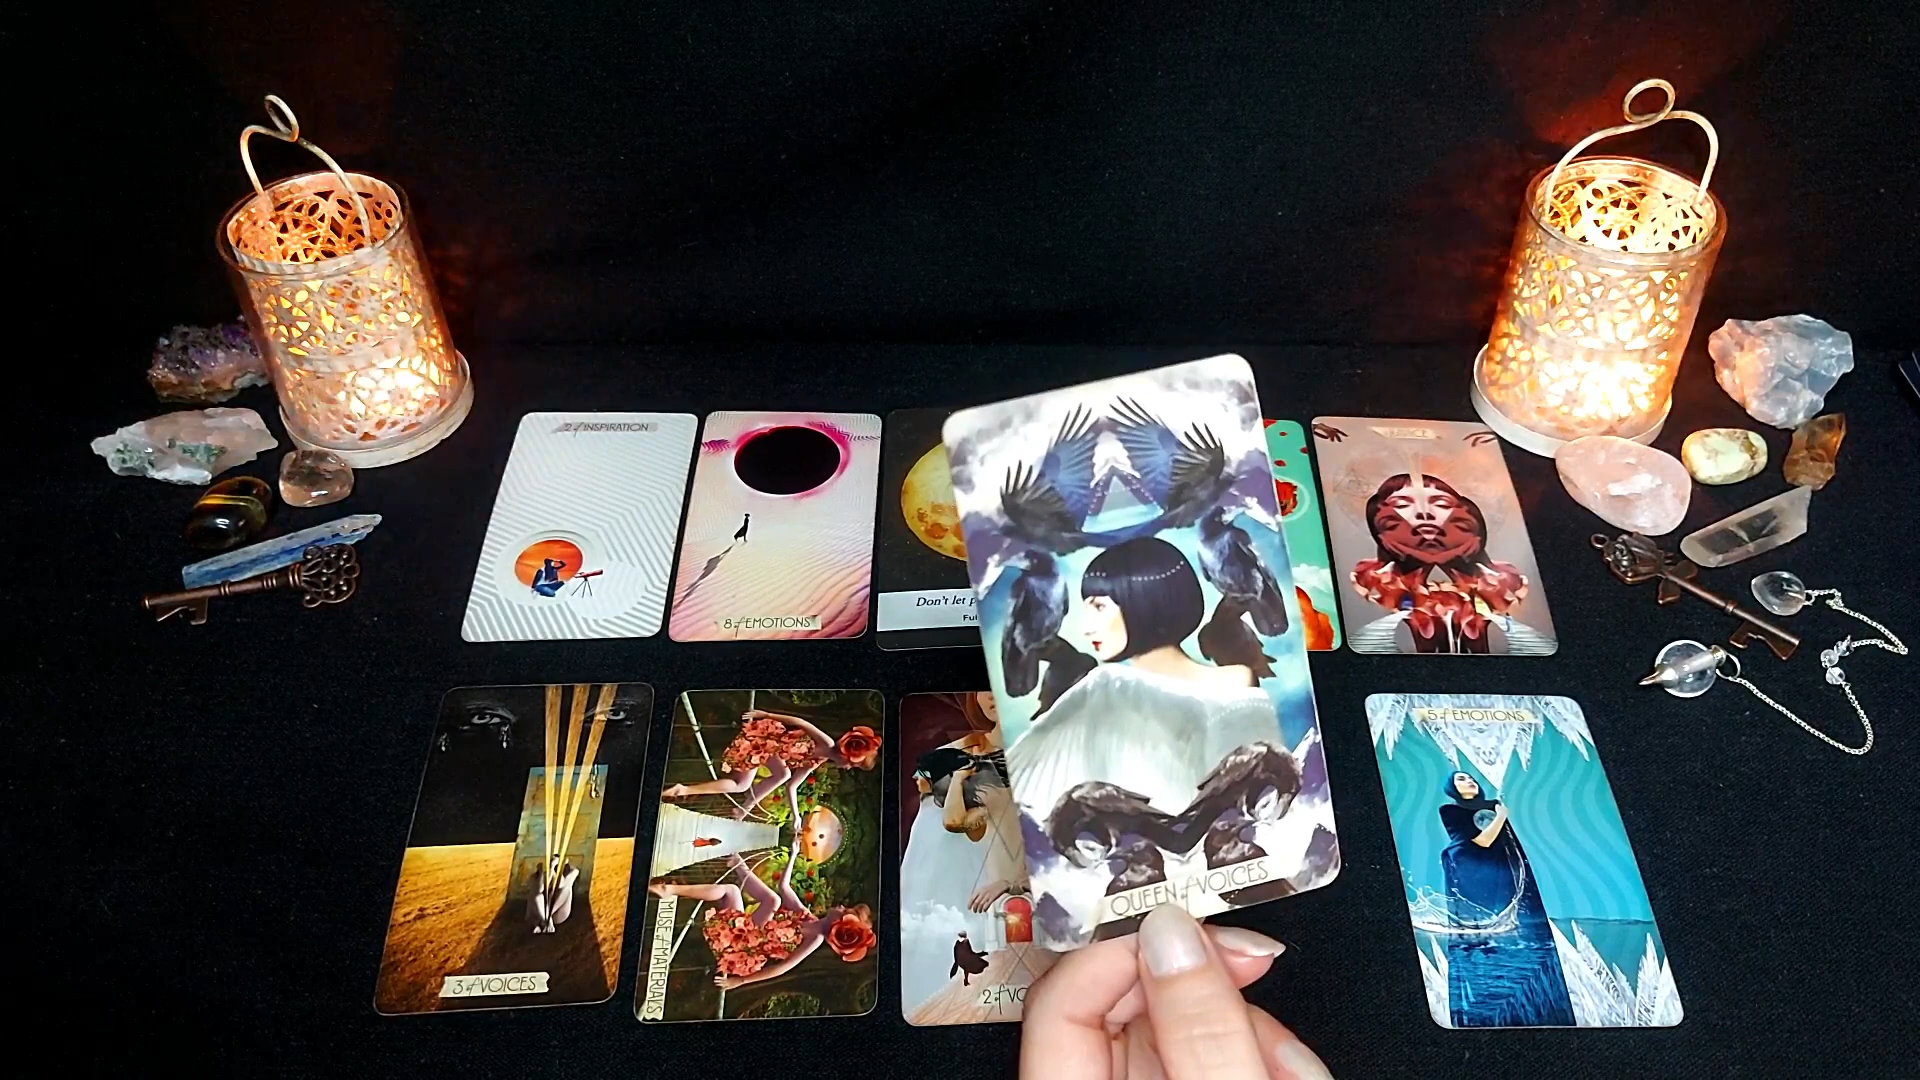 2 of INSPIRATION
8 of EMOTIONS
Don't let
QUEEN of VOICES
5 of EMOTIONS
3 of VOICES
MUSE of MATERIALS
2 of